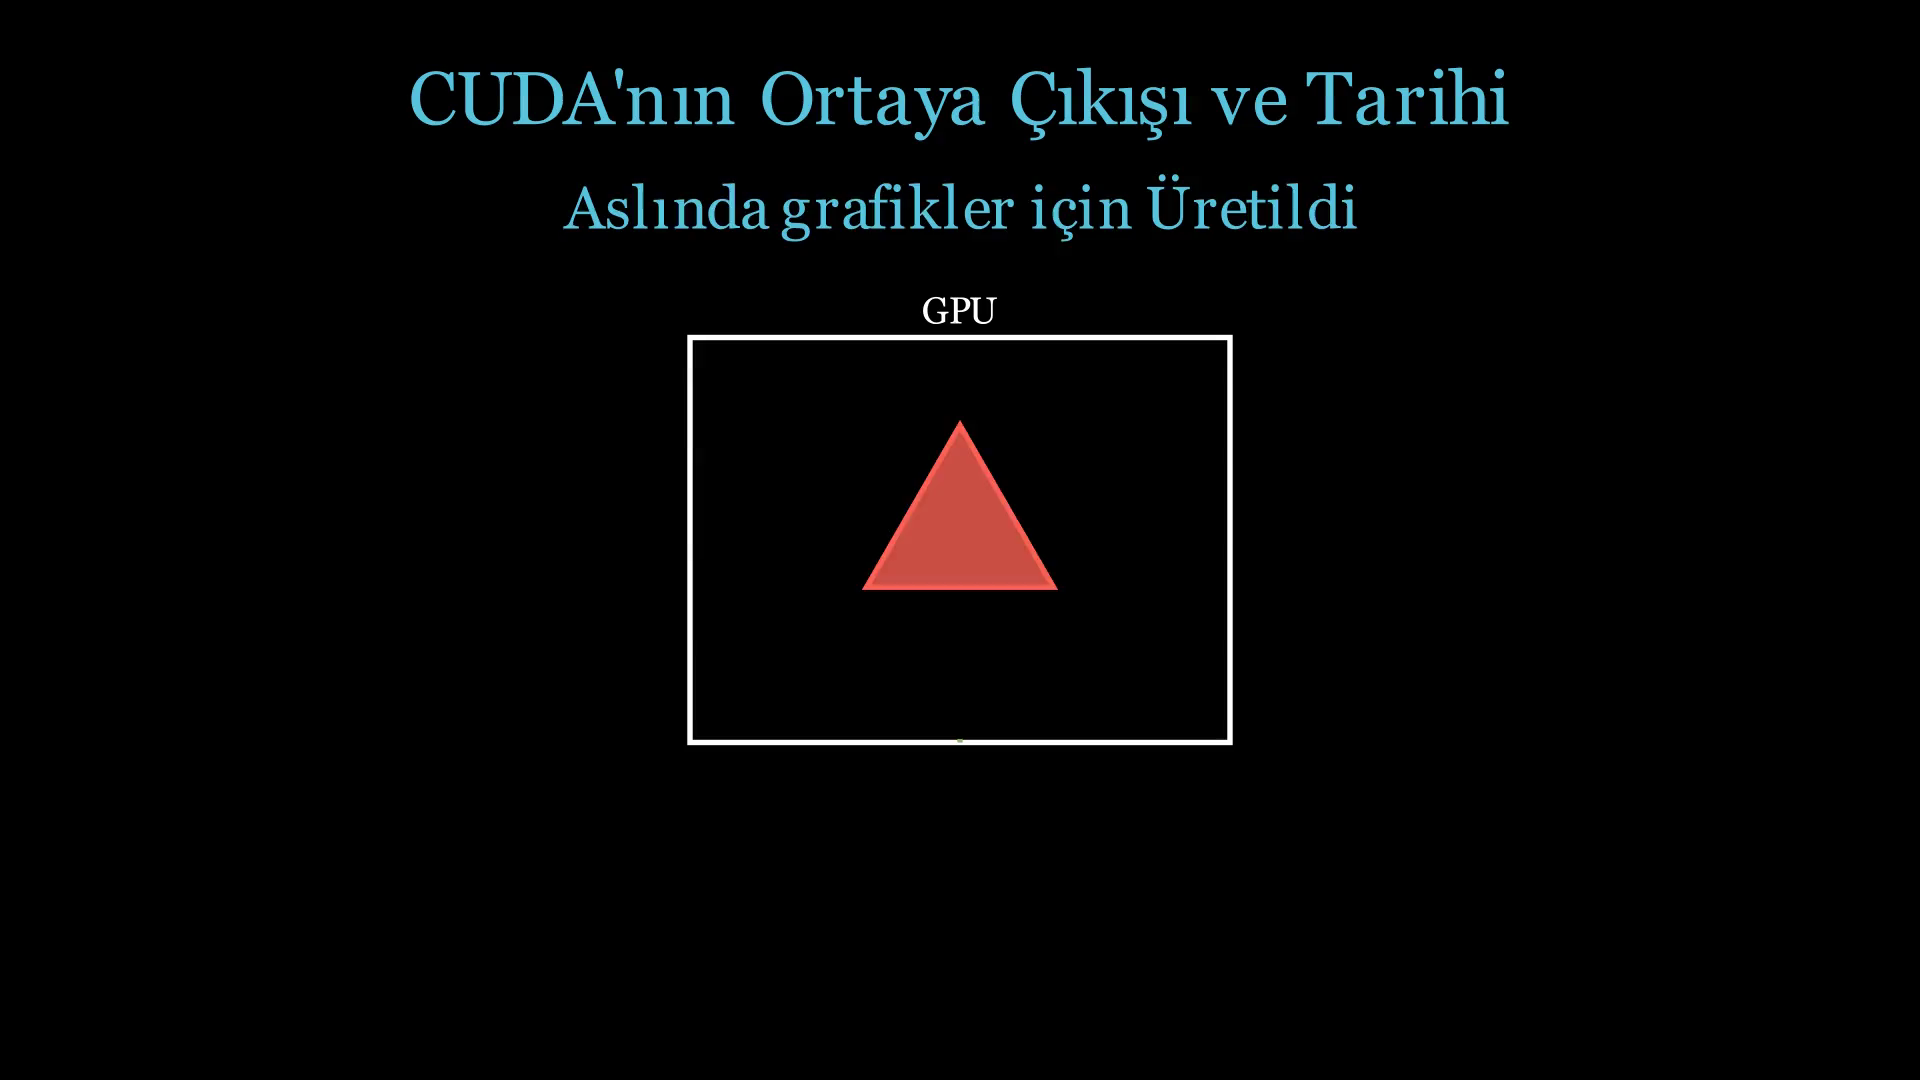 CUDA'nın Ortaya Çıkışı ve Tarihi
Aslında grafikler için Üretildi
GPU